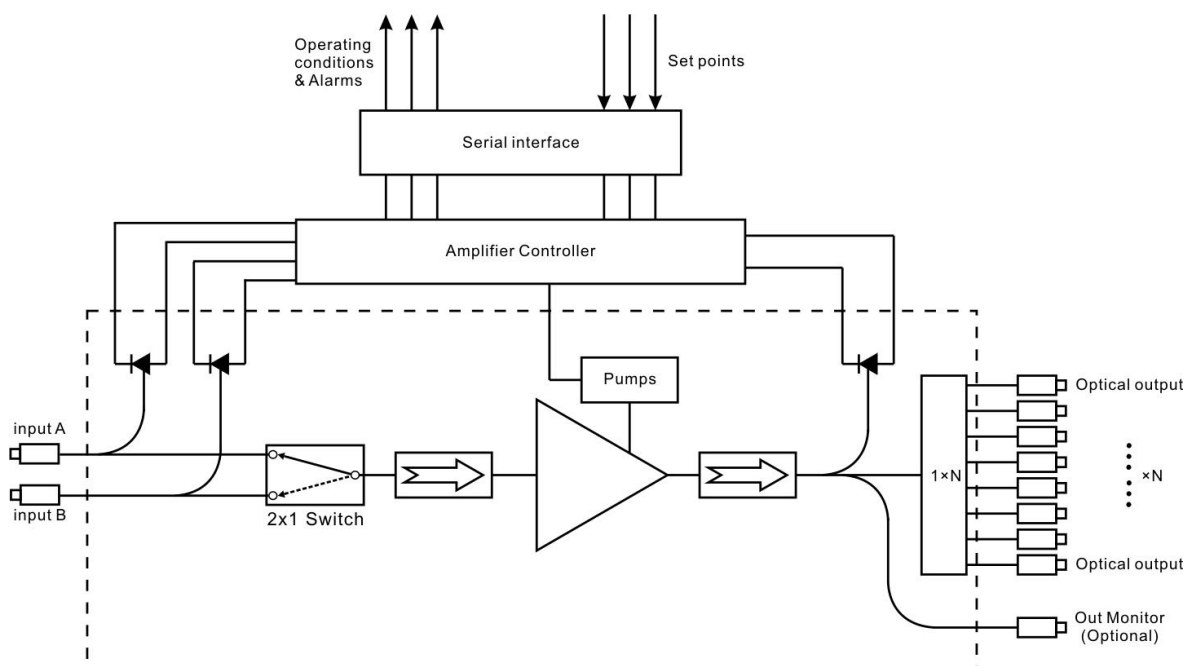 Operating
conditions
& Alarms
Set points
Serial interface
Amplifier Controller
Pumps
Optical output
input A
1×N
×N
input B
2x1 Switch
Optical output
Out Monitor
(Optional)